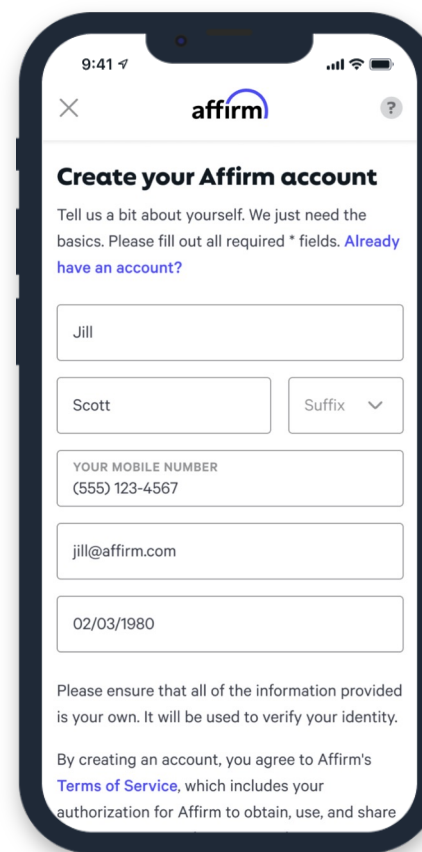 9:41
affirm
?
Create your Affirm account
Tell us a bit about yourself. We just need the
basics. Please fill out all required * fields. Already
have an account?
Jill
Scott
Suffix
YOUR MOBILE NUMBER
(555) 123-4567
jill@affirm.com
02/03/1980
Please ensure that all of the information provided
is your own. It will be used to verify your identity.
By creating an account, you agree to Affirm's
Terms of Service, which includes your
authorization for Affirm to obtain, use, and share